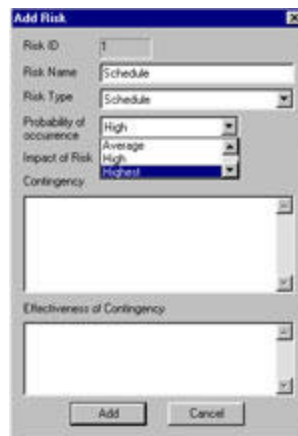 Add Risk
Risk ID 1
Risk Name Schedule
Risk Type Schedule
Probability of occurrence High
Average
Impact of Risk High
Highest
Contingency
Effectiveness of Contingency
Add Cancel